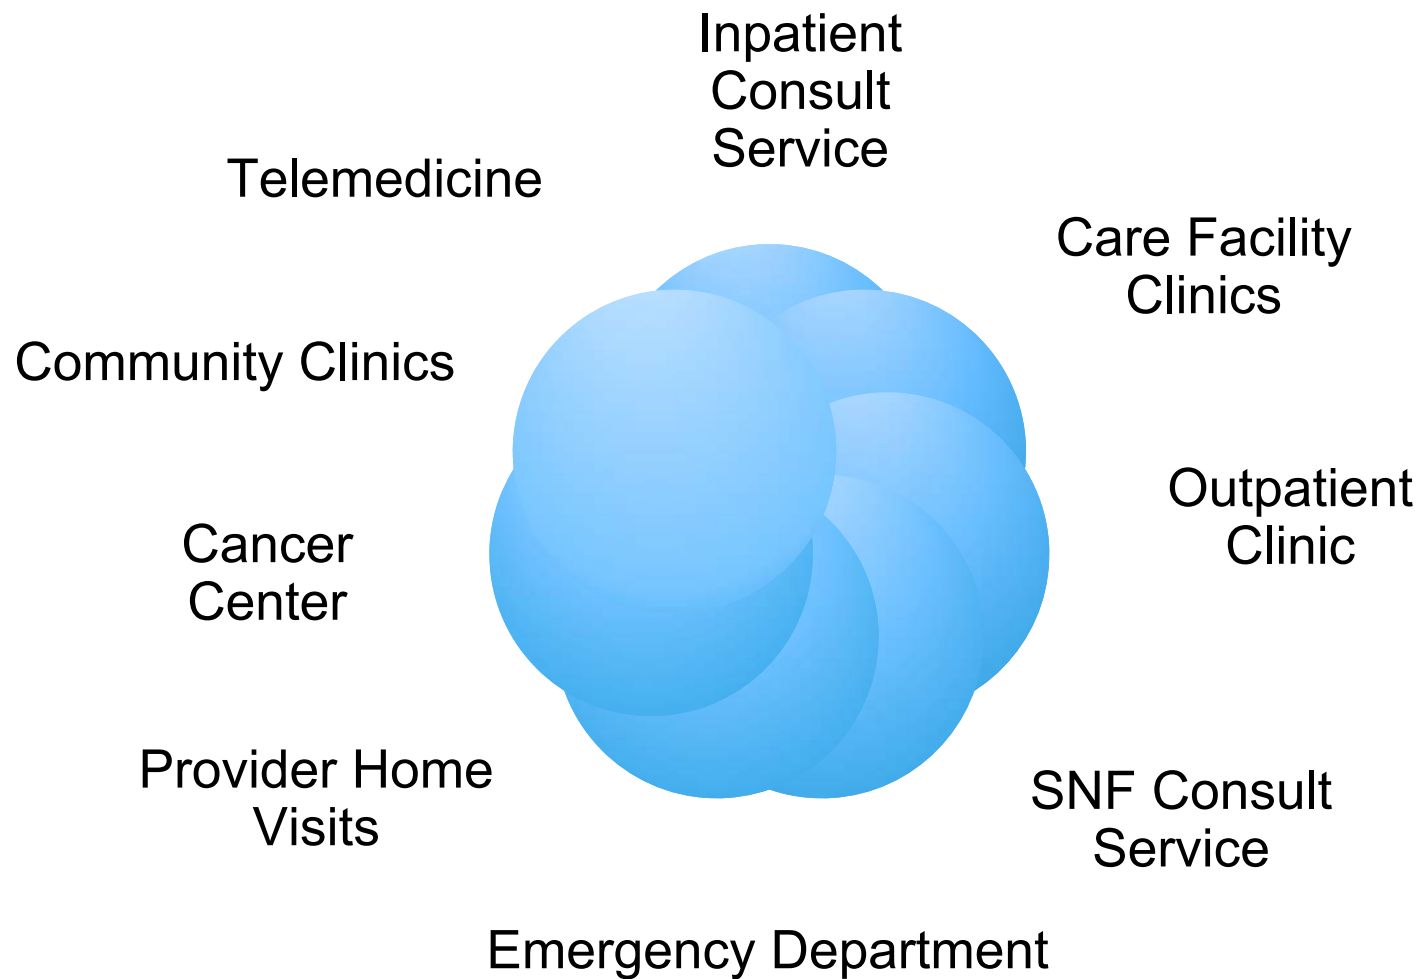 Inpatient
Consult
Service
Telemedicine
Care Facility
Clinics
Community Clinics
Outpatient
Clinic
Cancer
Center
Provider Home
Visits
SNF Consult
Service
Emergency Department